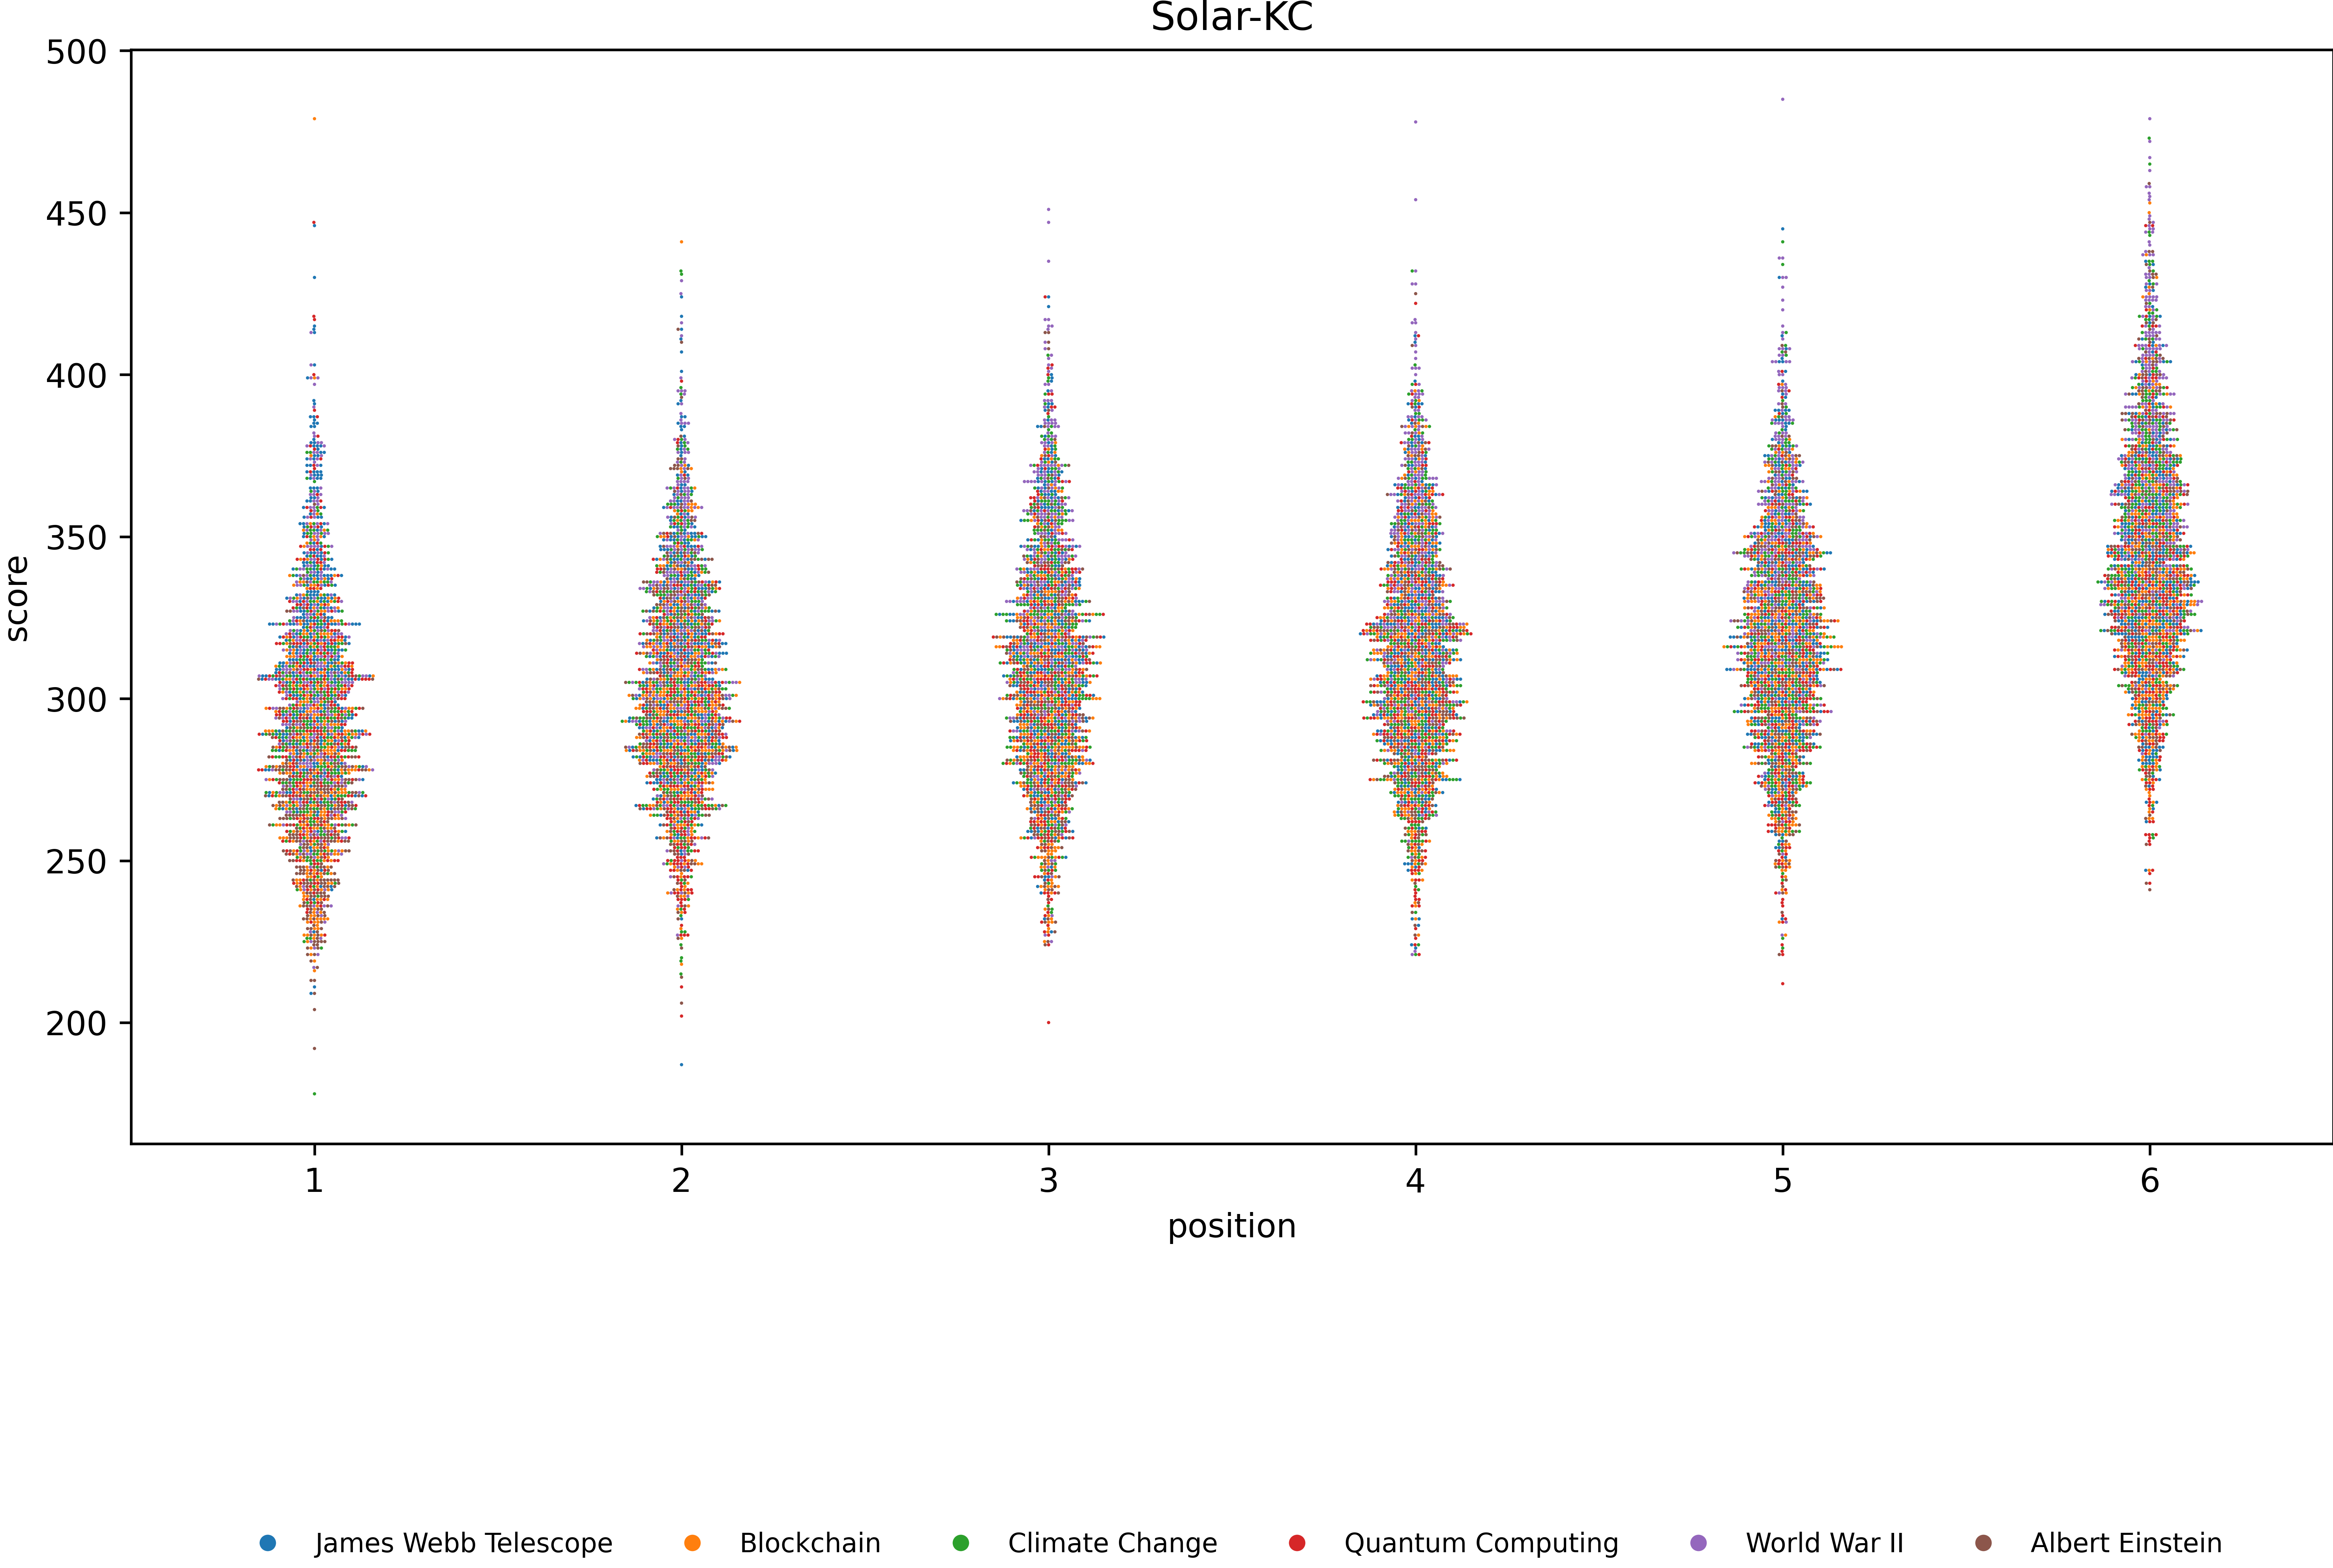 Solar-KC
500
450
400
350
300
250
200
score
1 2 3 4 5 6
position
James Webb Telescope Blockchain Climate Change Quantum Computing World War II Albert Einstein